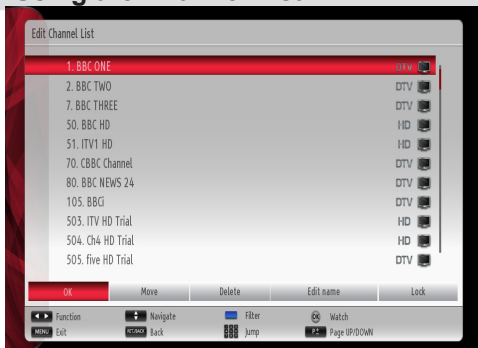 Edit Channel List
1. BBC ONE DTV
2. BBC TWO DTV
7. BBC THREE DTV
50. BBC HD HD
51. ITV1 HD HD
70. CBBC Channel DTV
80. BBC NEWS 24 DTV
105. BBCi DTV
503. ITV HD Trial HD
504. Ch4 HD Trial HD
505. five HD Trial DTV
OK Move Delete Edit name Lock
Function Navigate Filter OK Watch
MENU Exit RET/BACK Back Jump Page UP/DOWN